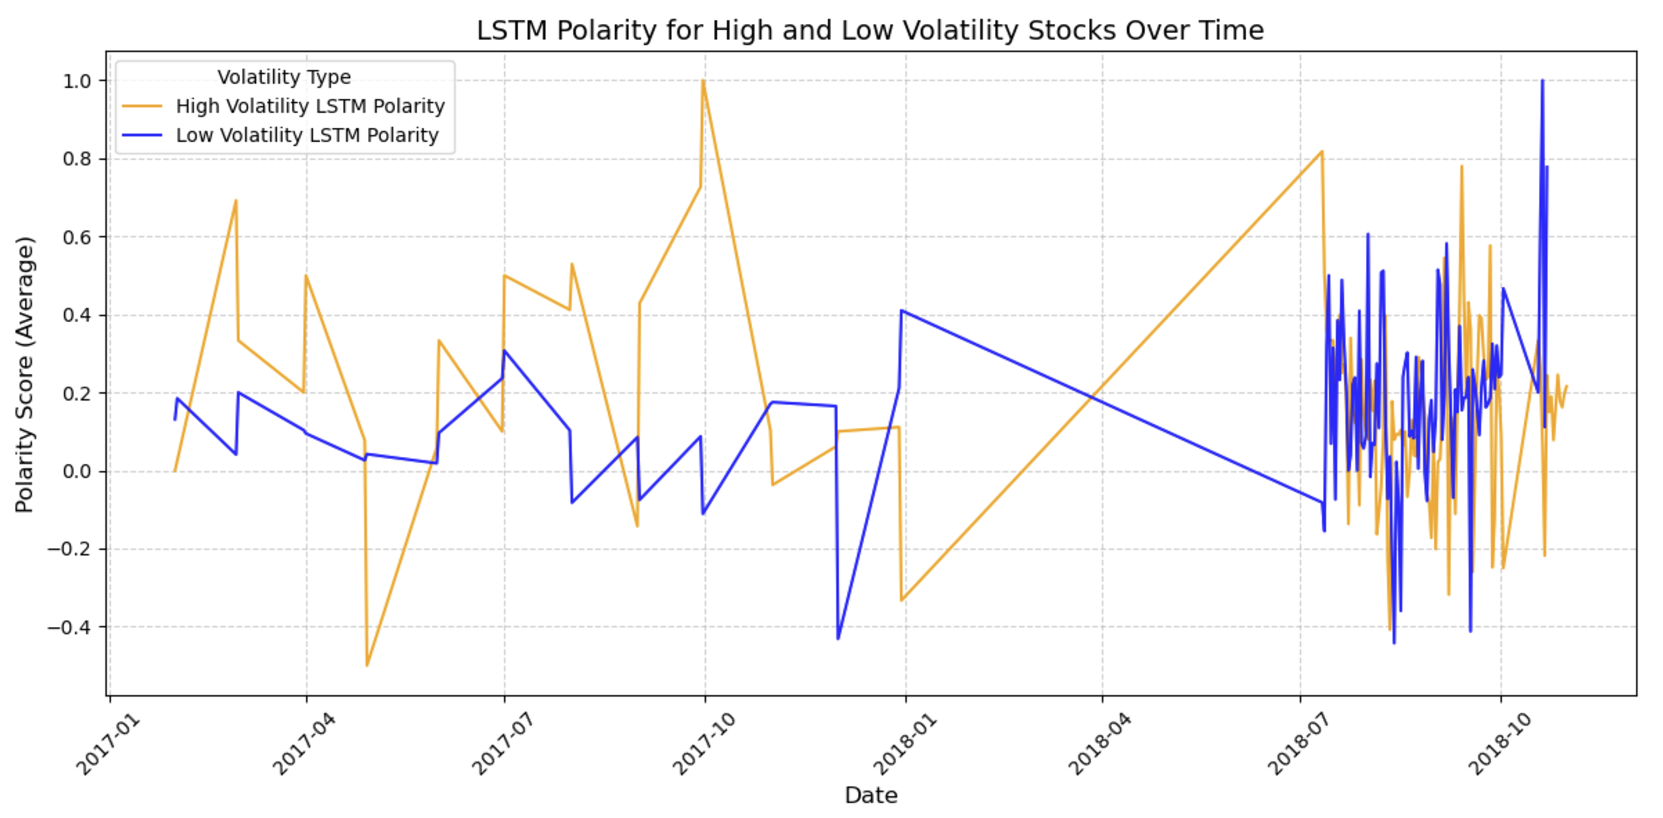 LSTM Polarity for High and Low Volatility Stocks Over Time
Volatility Type
High Volatility LSTM Polarity
Low Volatility LSTM Polarity
1.0
0.8
0.6
0.4
0.2
0.0
−0.2
−0.4
Polarity Score (Average)
2017-01
2017-04
2017-07
2017-10
2018-01
2018-04
2018-07
2018-10
Date